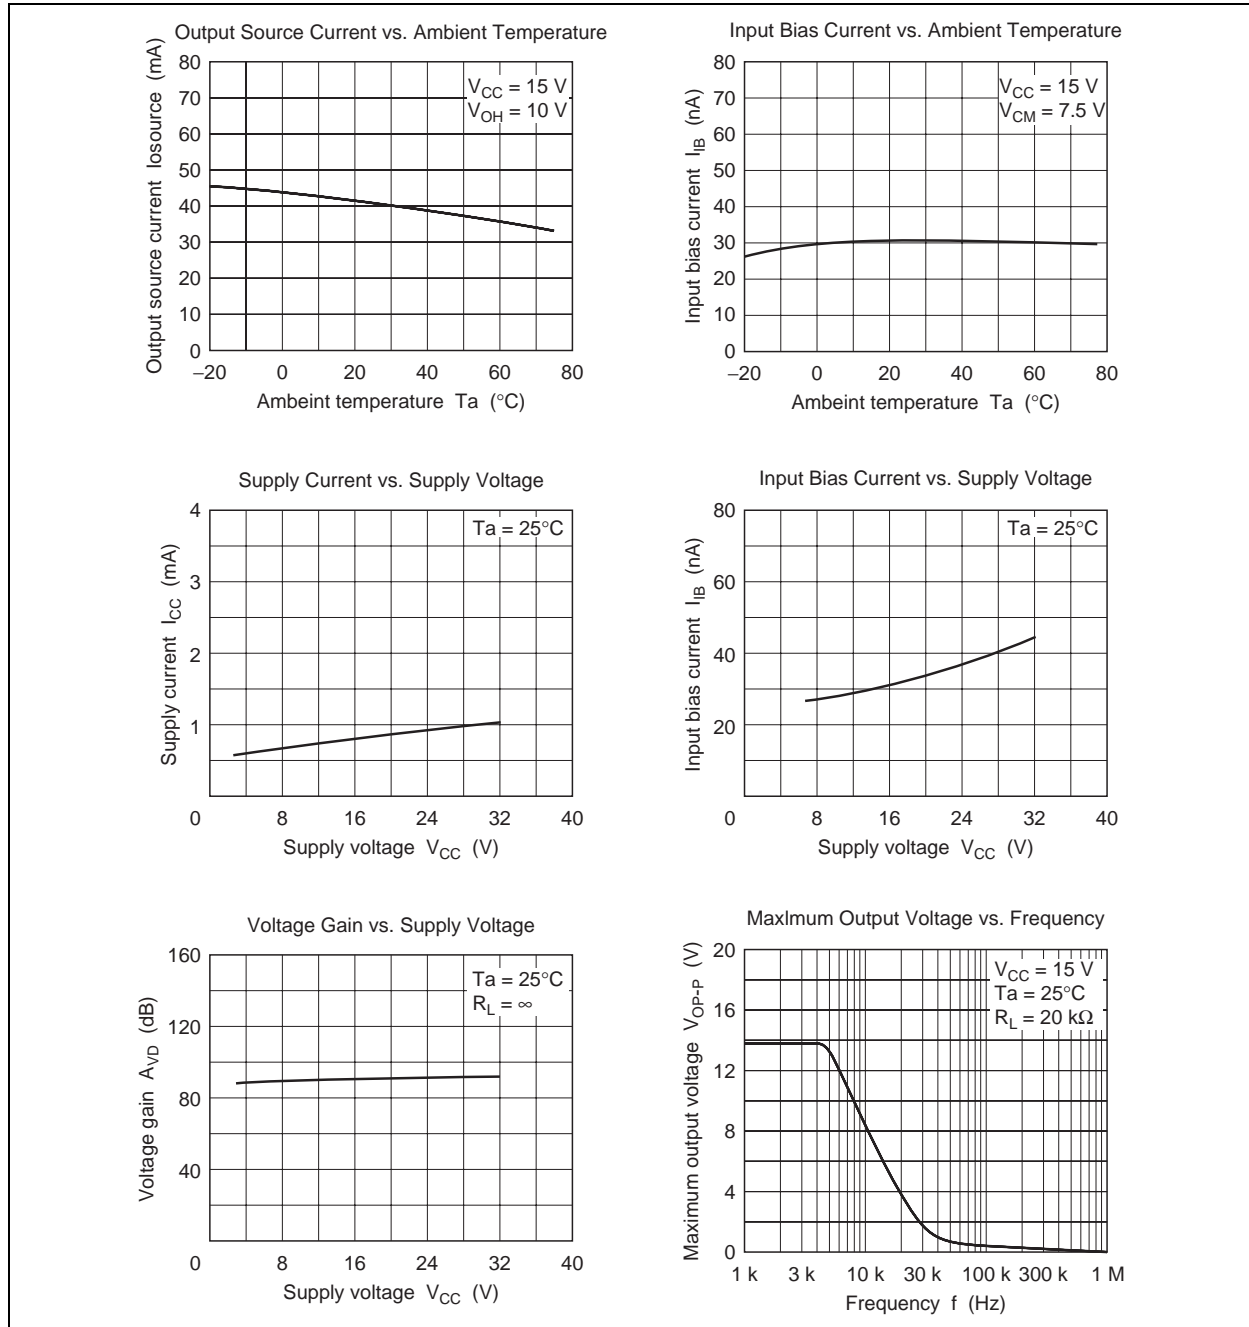 Output Source Current vs. Ambient Temperature
Output source current Iosource (mA)
80
70
60
50
40
30
20
10
0
VCC = 15 V
VOH = 10 V
−20 0 20 40 60 80
Ambeint temperature Ta (°C)
Input Bias Current vs. Ambient Temperature
Input bias current IIB (nA)
80
70
60
50
40
30
20
10
0
VCC = 15 V
VCM = 7.5 V
−20 0 20 40 60 80
Ambeint temperature Ta (°C)
Supply Current vs. Supply Voltage
Supply current ICC (mA)
4
3
2
1
Ta = 25°C
0 8 16 24 32 40
Supply voltage VCC (V)
Input Bias Current vs. Supply Voltage
Input bias current IIB (nA)
80
60
40
20
Ta = 25°C
0 8 16 24 32 40
Supply voltage VCC (V)
Voltage Gain vs. Supply Voltage
Voltage gain AVD (dB)
160
120
80
40
Ta = 25°C
RL = ∞
0 8 16 24 32 40
Supply voltage VCC (V)
Maxlmum Output Voltage vs. Frequency
Maximum output voltage VOP-P (V)
20
16
12
8
4
0
VCC = 15 V
Ta = 25°C
RL = 20 kΩ
1 k 3 k 10 k 30 k 100 k 300 k 1 M
Frequency f (Hz)